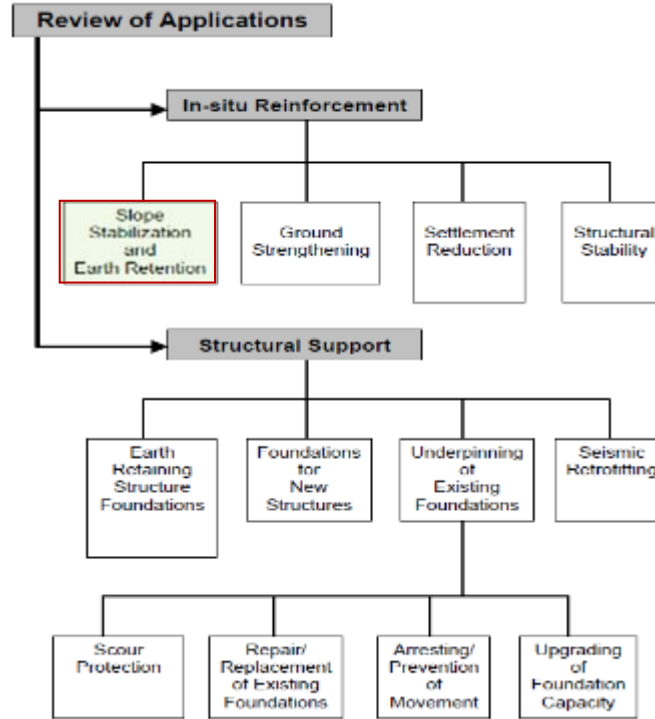 Review of Applications
In-situ Reinforcement
Slope
Stabilization
and
Earth Retention
Ground
Strengthening
Settlement
Reduction
Structural
Stability
Structural Support
Earth
Retaining
Structure
Foundations
Foundations
for
New
Structures
Underpinning
of
Existing
Foundations
Seismic
Retrofitting
Scour
Protection
Repair/
Replacement
of Existing
Foundations
Arresting/
Prevention
of
Movement
Upgrading
of
Foundation
Capacity